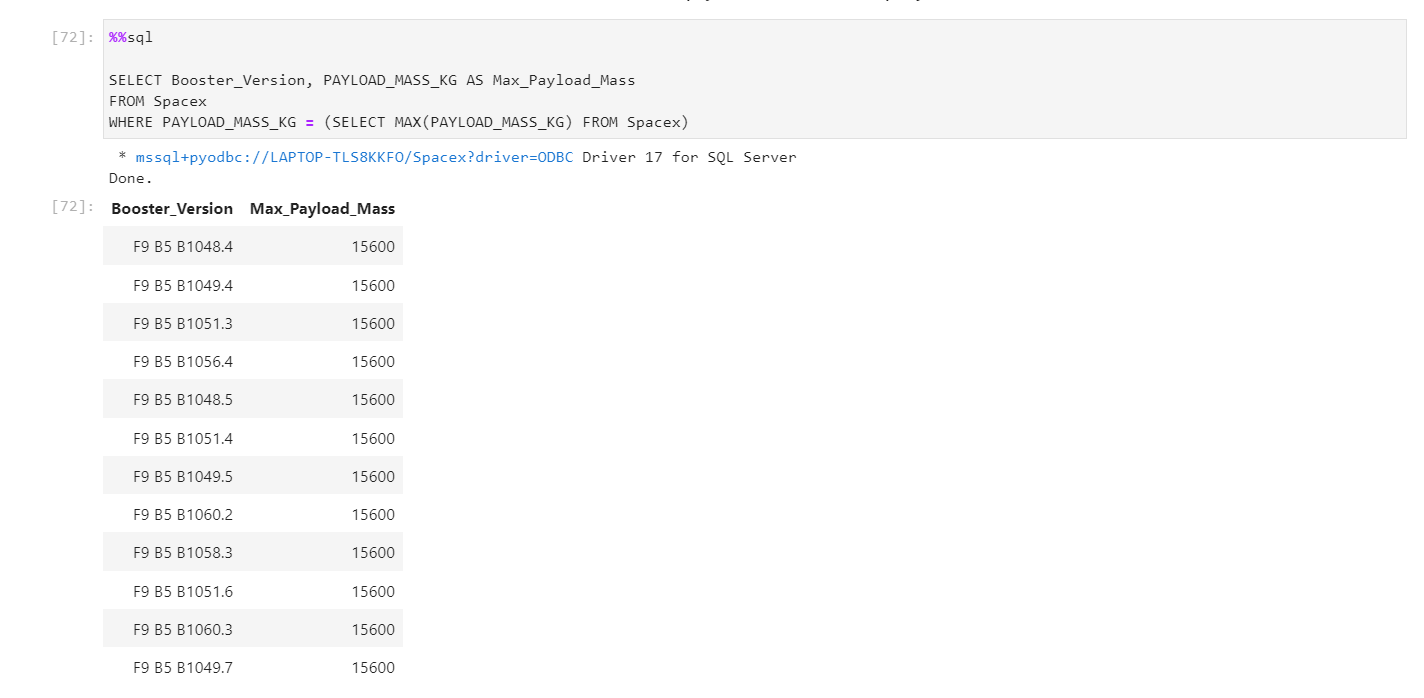 [72]: %%sql
SELECT Booster_Version, PAYLOAD_MASS_KG AS Max_Payload_Mass
FROM Spacex
WHERE PAYLOAD_MASS_KG = (SELECT MAX(PAYLOAD_MASS_KG) FROM Spacex)
* mssql+pyodbc://LAPTOP-TLS8KKFO/Spacex?driver=ODBC Driver 17 for SQL Server
Done.
[72]: Booster_Version Max_Payload_Mass
F9 B5 B1048.4 15600
F9 B5 B1049.4 15600
F9 B5 B1051.3 15600
F9 B5 B1056.4 15600
F9 B5 B1048.5 15600
F9 B5 B1051.4 15600
F9 B5 B1049.5 15600
F9 B5 B1060.2 15600
F9 B5 B1058.3 15600
F9 B5 B1051.6 15600
F9 B5 B1060.3 15600
F9 B5 B1049.7 15600